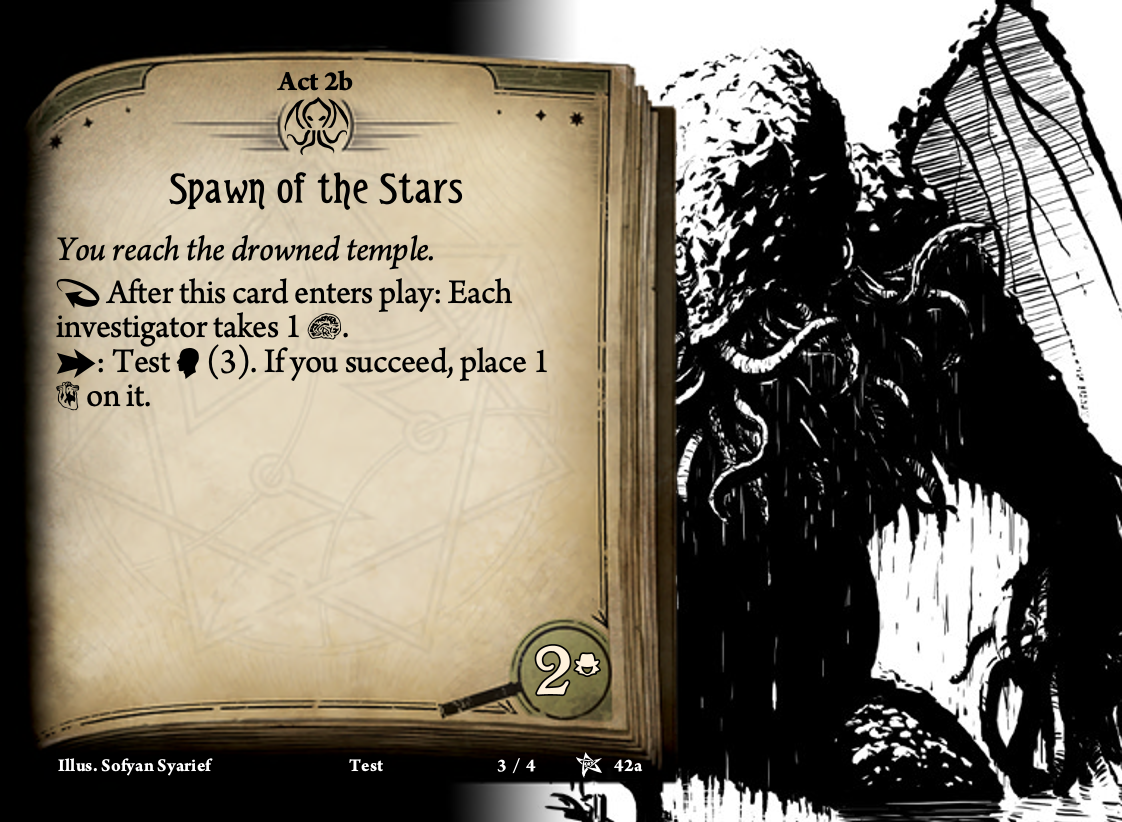 Act 2b
Spawn of the Stars
You reach the drowned temple.
After this card enters play: Each
investigator takes 1 .
: Test (3). If you succeed, place 1
on it.
2
Illus. Sofyan Syarief Test 3 / 4 42a